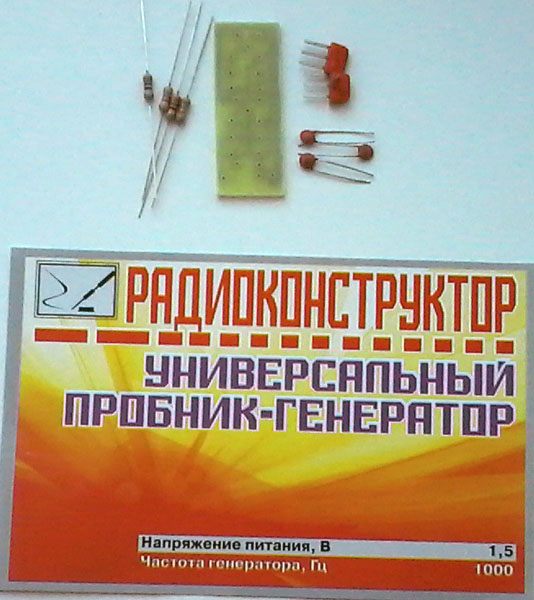 РАДИОКОНСТРУКТОР
УНИВЕРСАЛЬНЫЙ
ПРОБНИК-ГЕНЕРАТОР
Напряжение питания, В 1,5
Частота генератора, Гц 1000